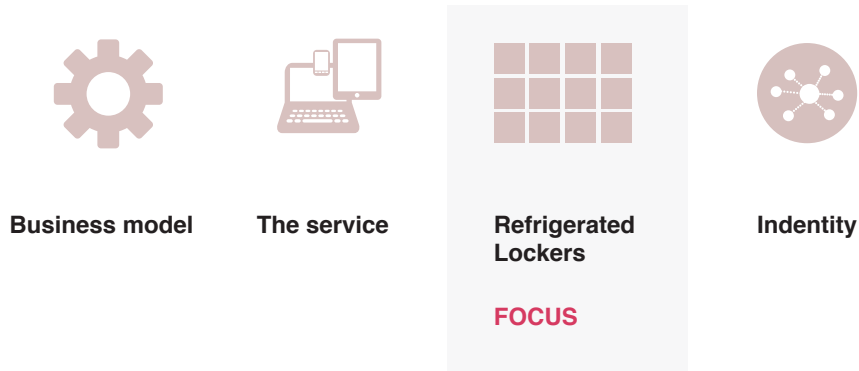 Business model
The service
Refrigerated
Lockers
FOCUS
Indentity